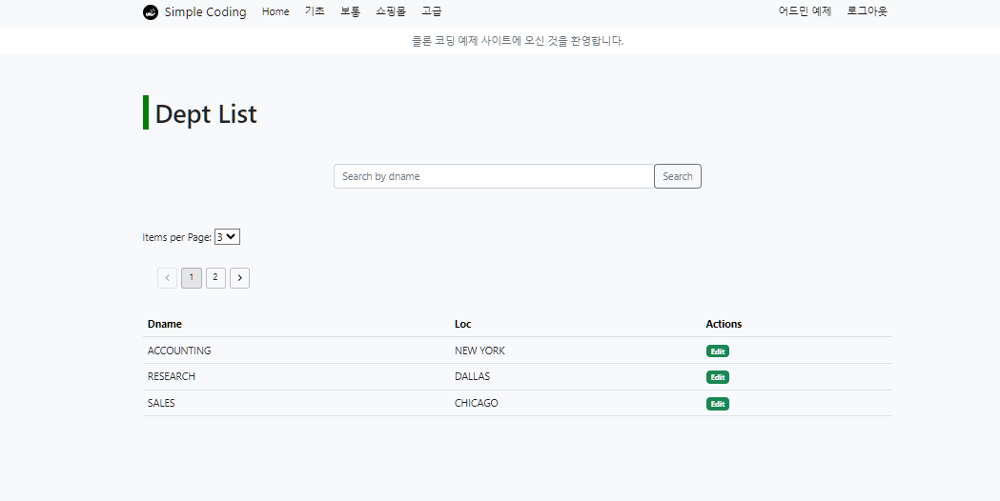 Simple Coding Home 기초 보통 쇼핑몰 고급 어드민 예제 로그아웃
클론 코딩 예제 사이트에 오신 것을 환영합니다.
Dept List
Search by dname Search
Items per Page: 3
1 2
Dname Loc Actions
ACCOUNTING NEW YORK Edit
RESEARCH DALLAS Edit
SALES CHICAGO Edit